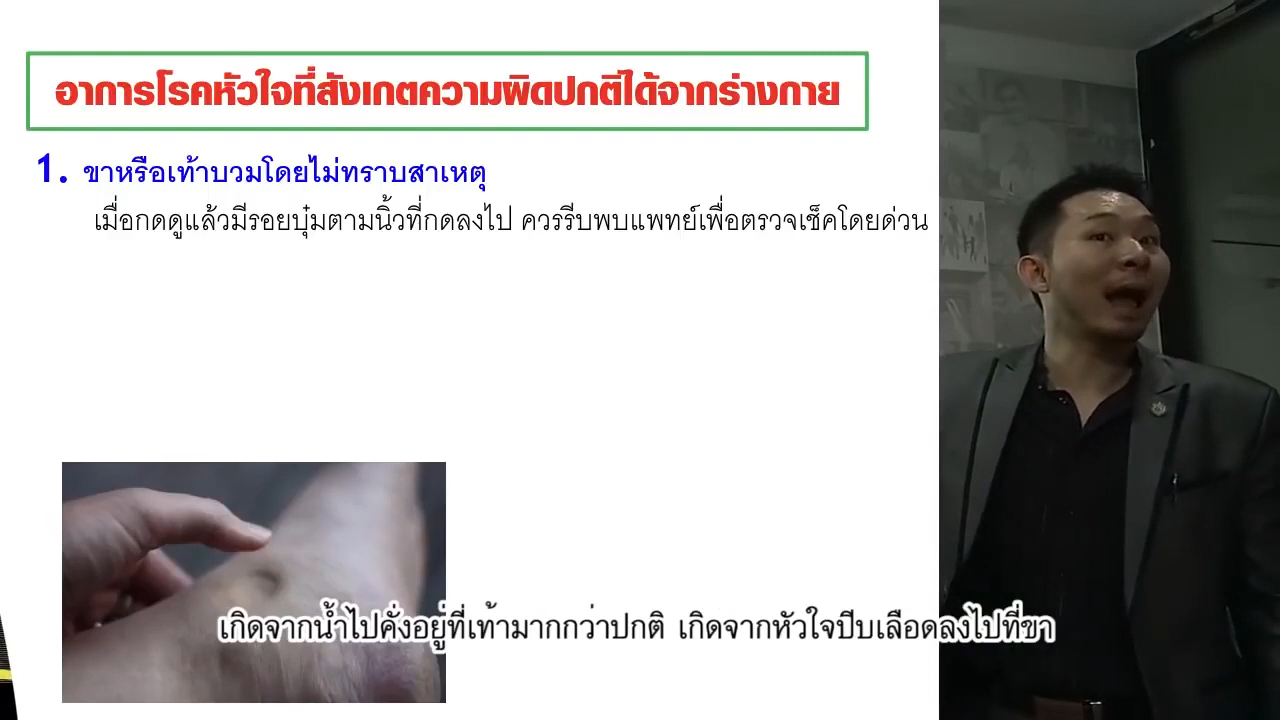 อาการโรคหัวใจที่สังเกตความผิดปกติได้จากร่างกาย
1. ขาหรือเท้าบวมโดยไม่ทราบสาเหตุ
เมื่อกดดูแล้วมีรอยบุ๋มตามนิ้วที่กดลงไป ควรรีบพบแพทย์เพื่อตรวจเช็คโดยด่วน
เกิดจากน้ำไปคั่งอยู่ที่เท้ามากกว่าปกติ เกิดจากหัวใจปีบเลือดลงไปที่ขา